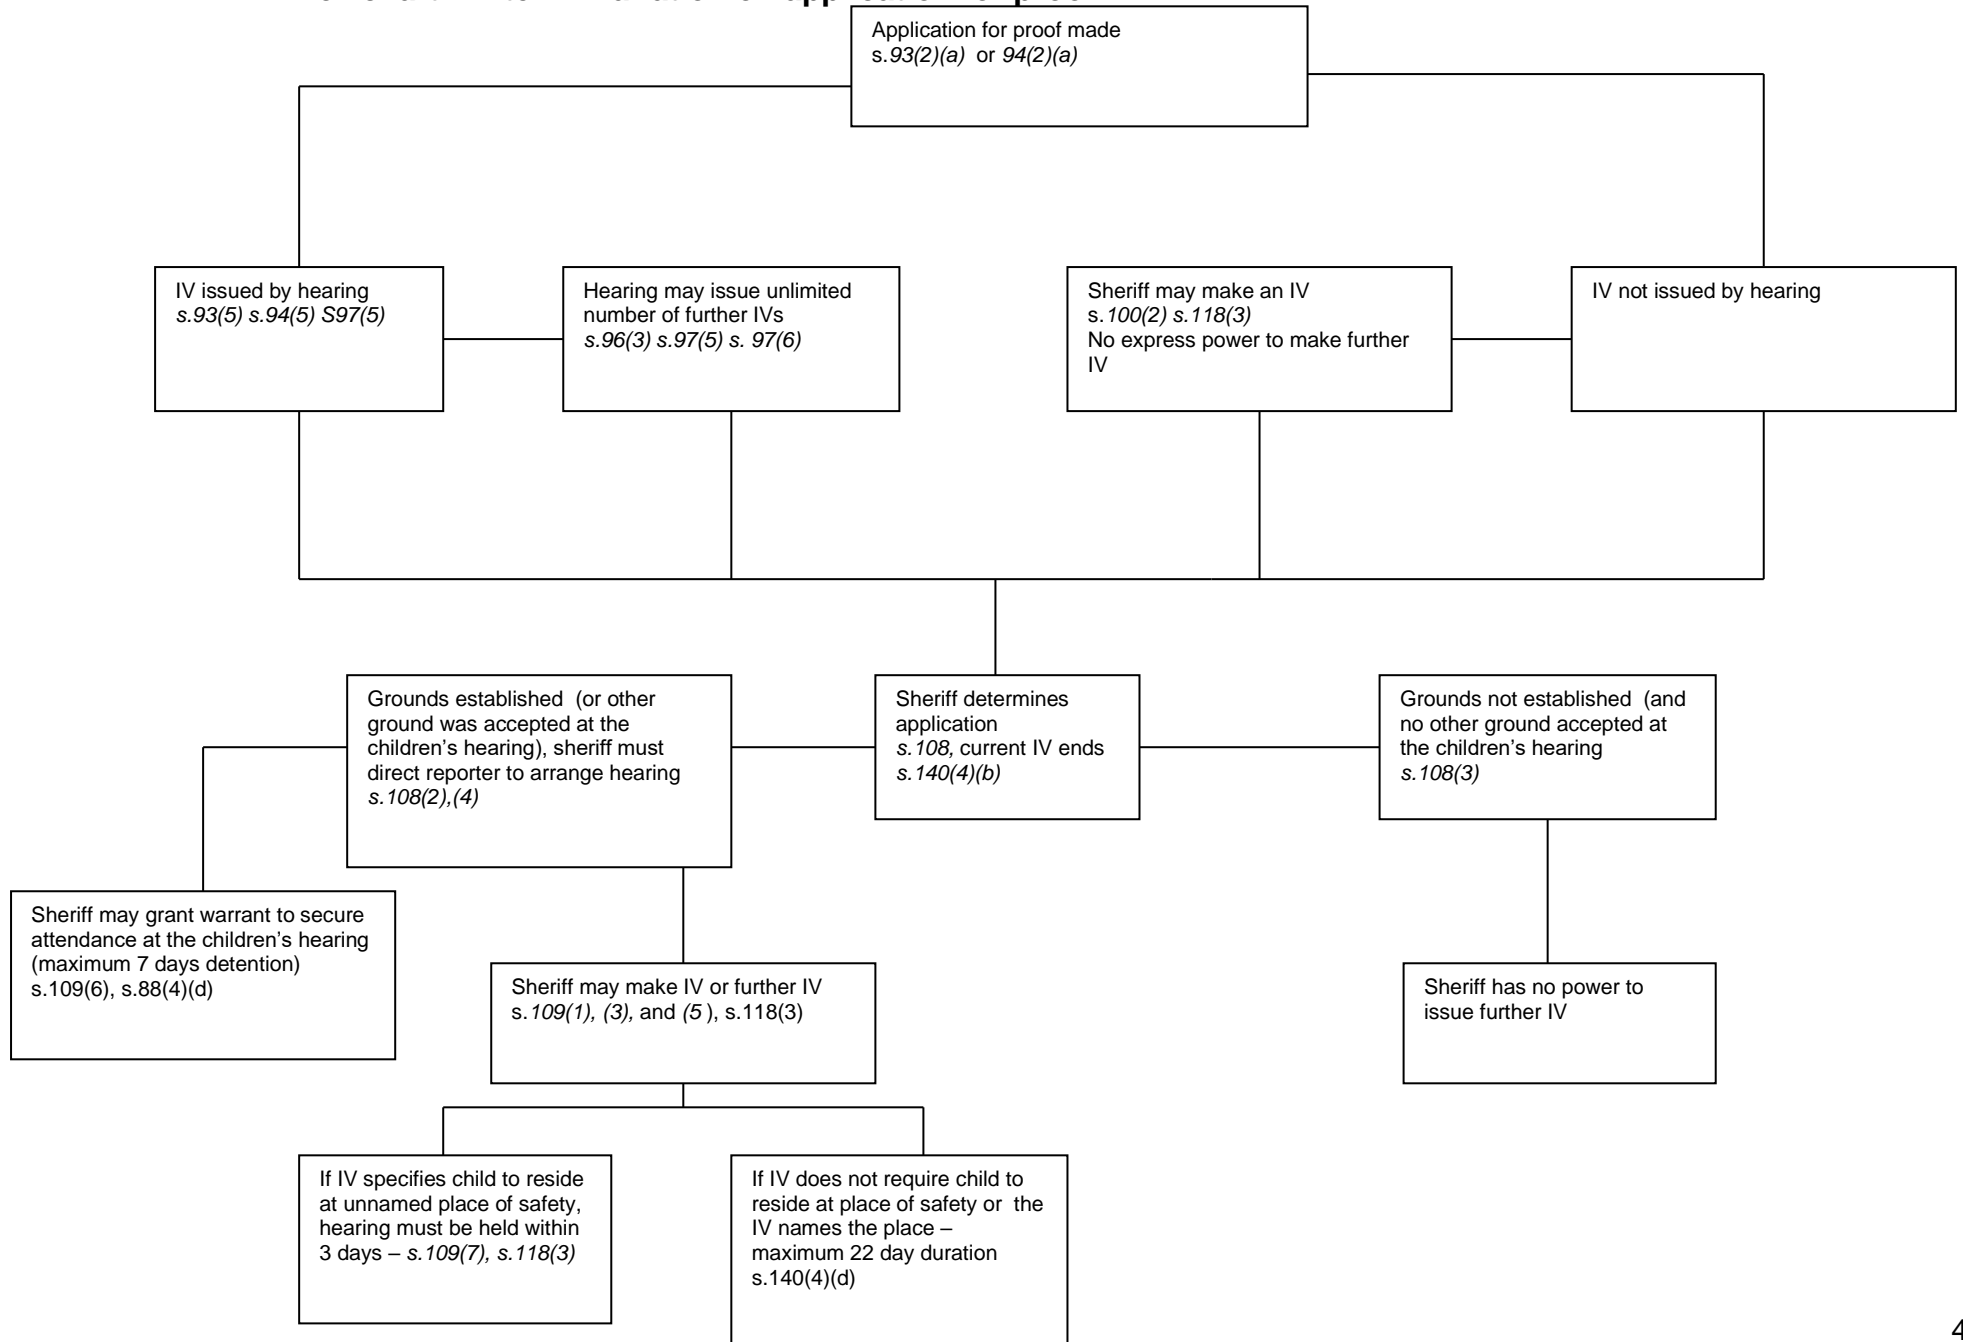 Application for proof made
s.93(2)(a) or 94(2)(a)
IV issued by hearing
s.93(5) s.94(5) S97(5)
Hearing may issue unlimited
number of further IVs
s.96(3) s.97(5) s. 97(6)
Sheriff may make an IV
s.100(2) s.118(3)
No express power to make further
IV
IV not issued by hearing
Grounds established (or other
ground was accepted at the
children’s hearing), sheriff must
direct reporter to arrange hearing
s.108(2),(4)
Sheriff determines
application
s.108, current IV ends
s.140(4)(b)
Grounds not established (and
no other ground accepted at
the children’s hearing
s.108(3)
Sheriff may grant warrant to secure
attendance at the children’s hearing
(maximum 7 days detention)
s.109(6), s.88(4)(d)
Sheriff may make IV or further IV
s.109(1), (3), and (5 ), s.118(3)
Sheriff has no power to
issue further IV
If IV specifies child to reside
at unnamed place of safety,
hearing must be held within
3 days – s.109(7), s.118(3)
If IV does not require child to
reside at place of safety or the
IV names the place –
maximum 22 day duration
s.140(4)(d)
4